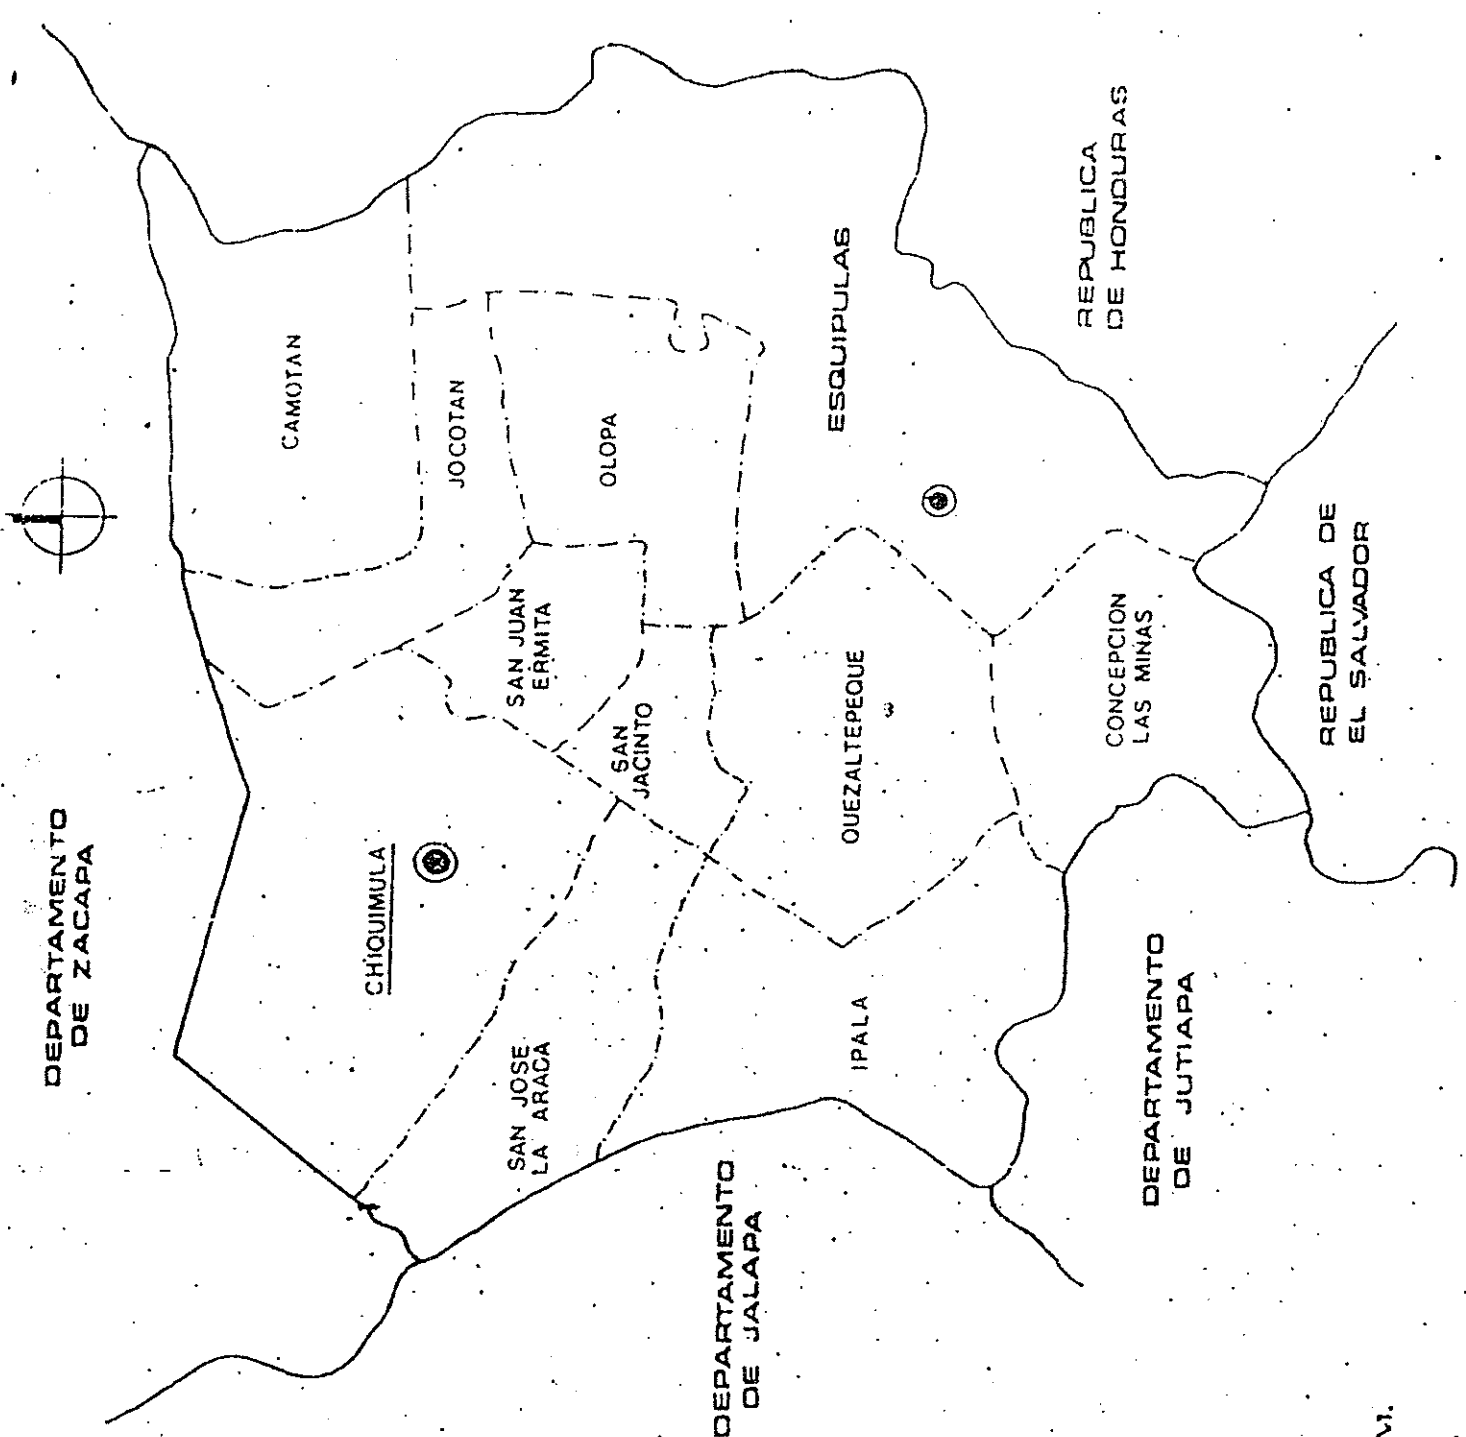 DEPARTAMENTO
DE ZACAPA
CAMOTAN
JOCOTAN
OLOPA
ESQUIPULAS
REPUBLICA
DE HONDURAS
CHIQUIMULA
SAN JUAN
ERMITA
SAN
JACINTO
QUEZALTEPEQUE
CONCEPCION
LAS MINAS
REPUBLICA DE
EL SALVADOR
SAN JOSE
LA ARADA
IPALA
DEPARTAMENTO
DE JALAPA
DEPARTAMENTO
DE JUTIAPA